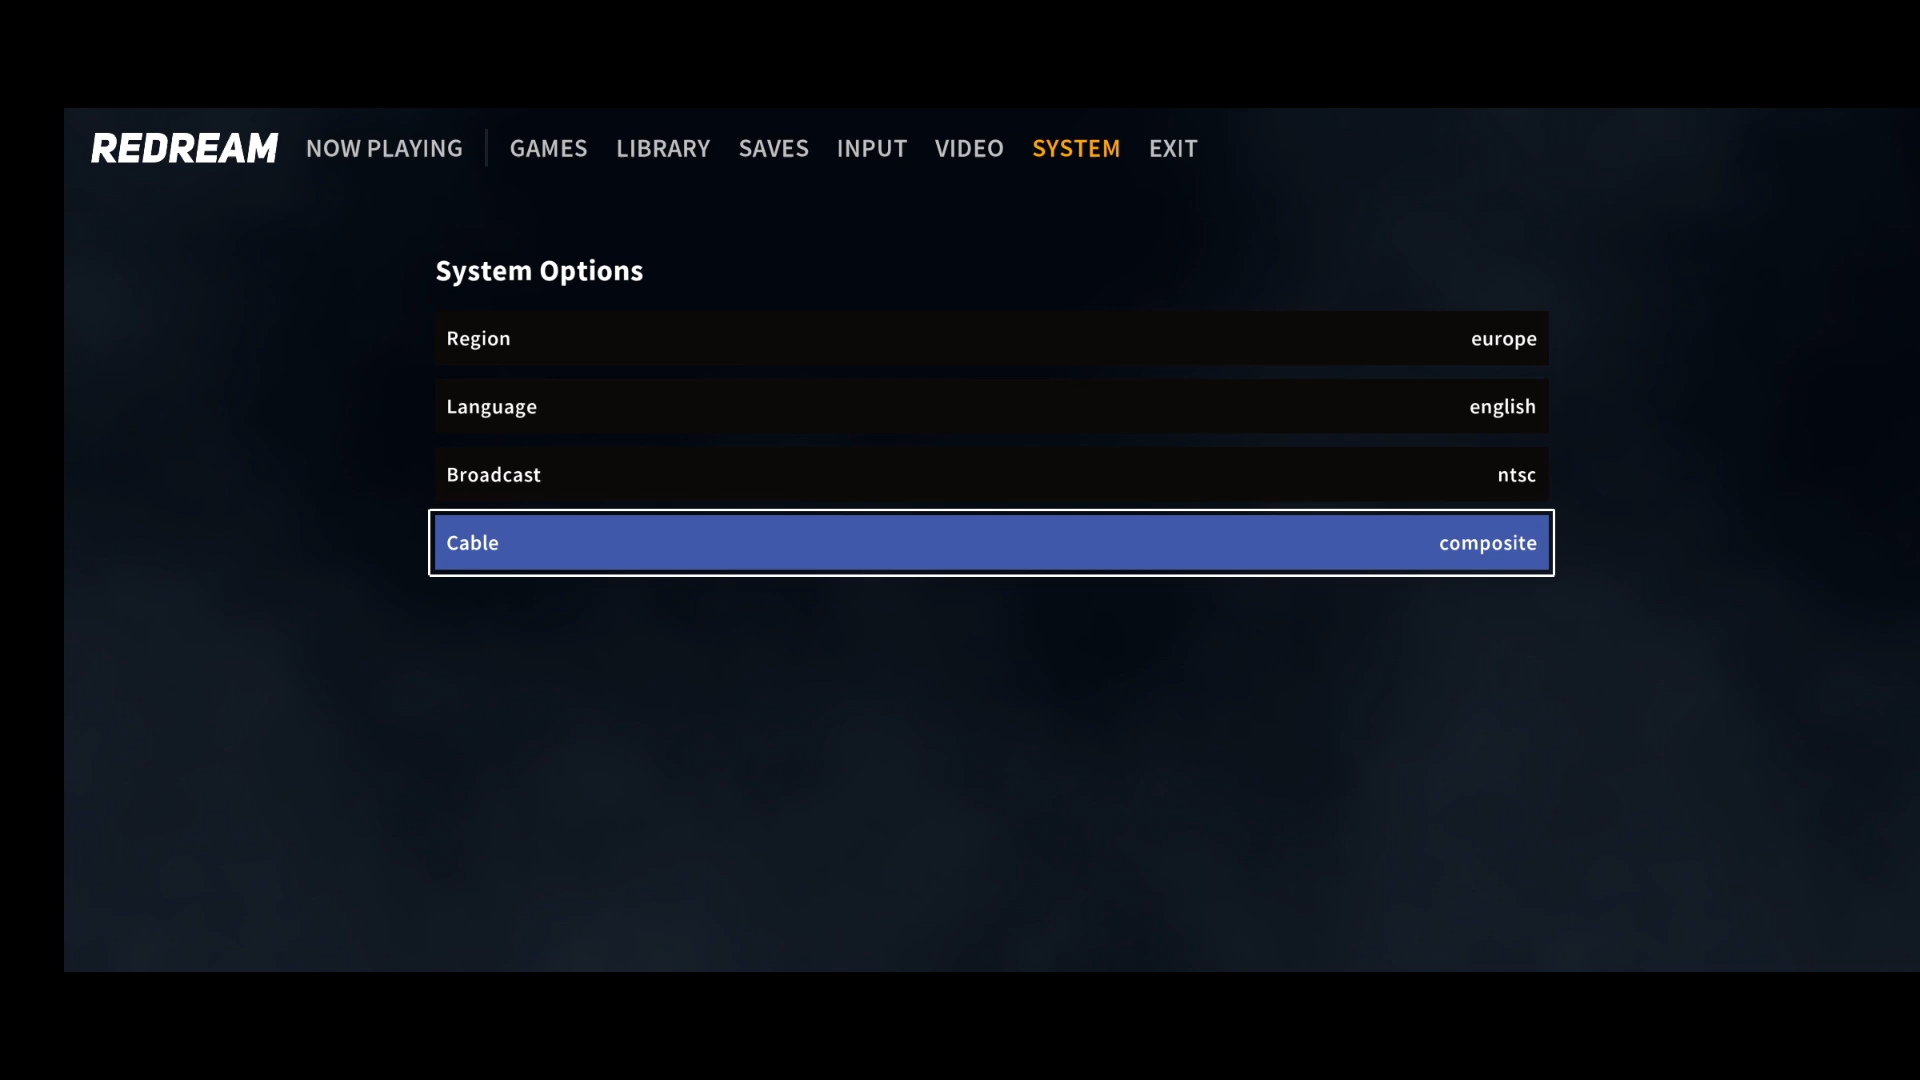 REDREAM NOW PLAYING GAMES LIBRARY SAVES INPUT VIDEO SYSTEM EXIT
System Options
Region europe
Language english
Broadcast ntsc
Cable composite